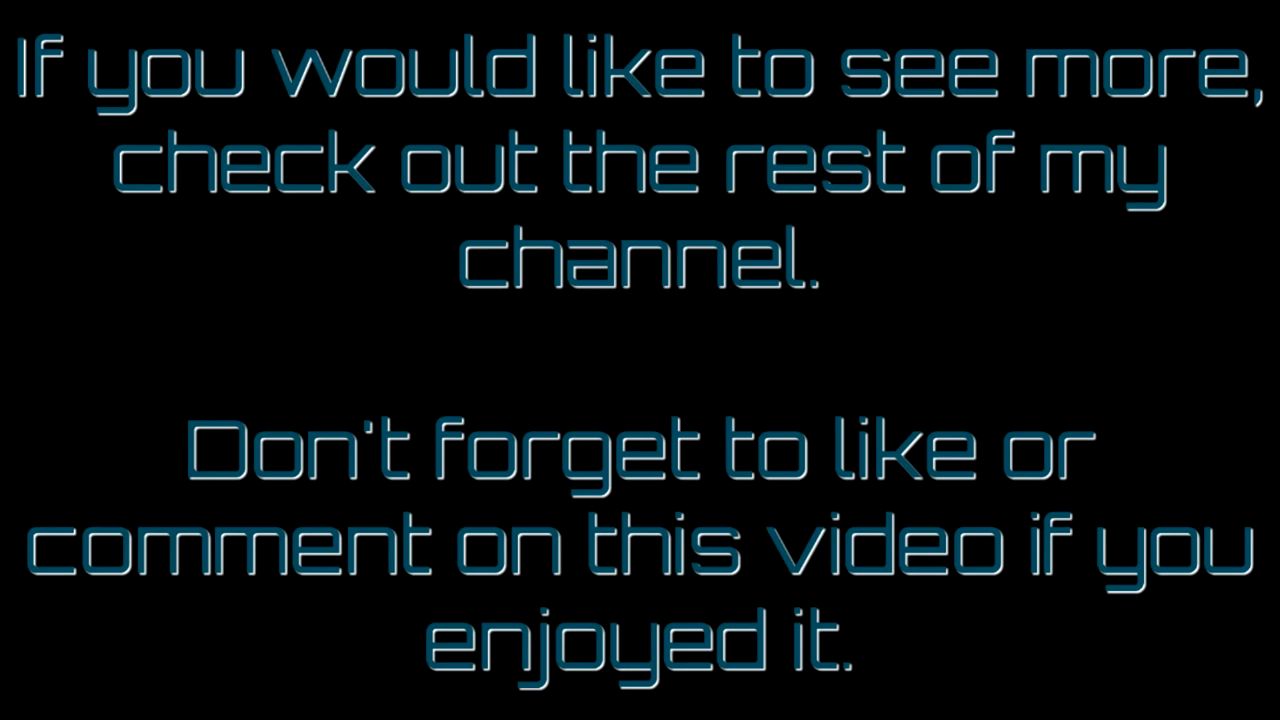 If you would like to see more,
check out the rest of my
channel.
Don't forget to like or
comment on this video if you
enjoyed it.